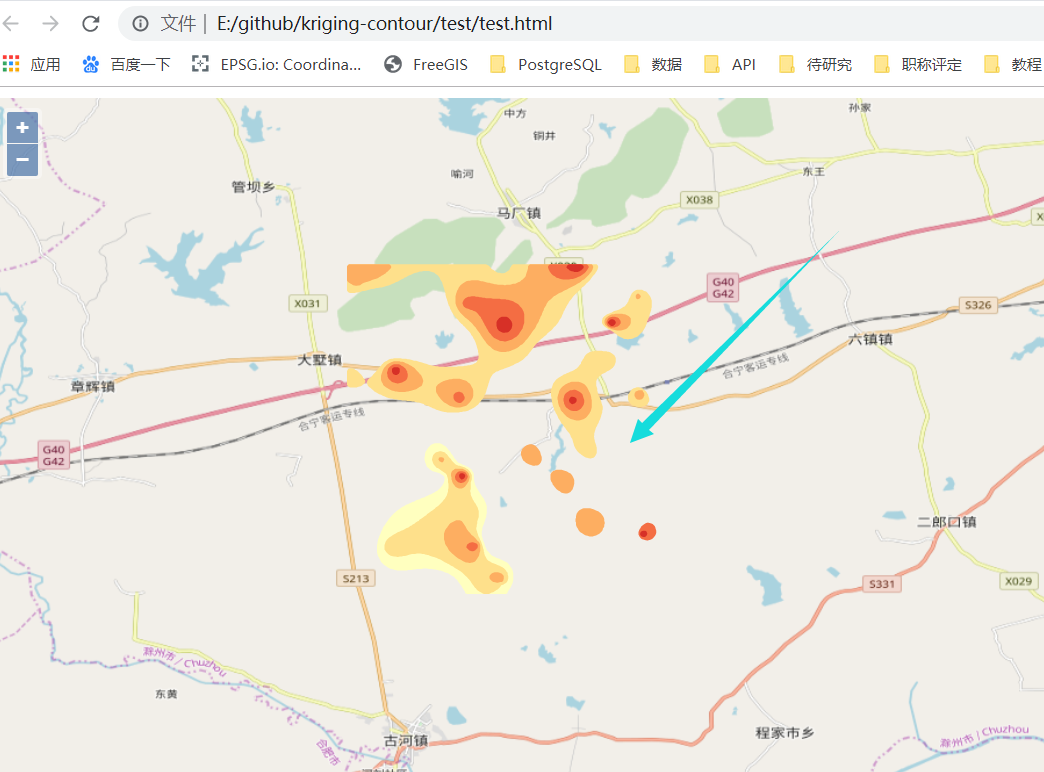 文件 | E:/github/kriging-contour/test/test.html
应用 百度一下 EPSG.io: Coordina... FreeGIS PostgreSQL 数据 API 待研究 职称评定 教程
+
−
中方
孙家
铜井
喻河
东王
管坝乡
X038
马厂镇
G40
G42
X031
S326
大墅镇
六镇镇
合宁客运专线
章辉镇
合宁客运专线
G40
G42
二郎口镇
S213
S331
X029
滁州市 / Chuzhou
东黄
程家市乡
古河镇
滁州市 / Chuzhou
合肥市